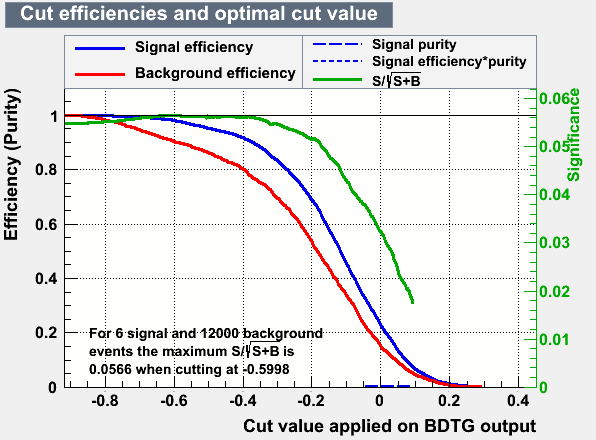 Cut efficiencies and optimal cut value
Signal efficiency
Background efficiency
Signal purity
Signal efficiency*purity
S/√S+B
Efficiency (Purity)
1
0.8
0.6
0.4
0.2
0
0.06
0.05
0.04
0.03
0.02
0.01
0
Significance
For 6 signal and 12000 background
events the maximum S/√S+B is
0.0566 when cutting at -0.5998
-0.8 -0.6 -0.4 -0.2 0 0.2 0.4
Cut value applied on BDTG output